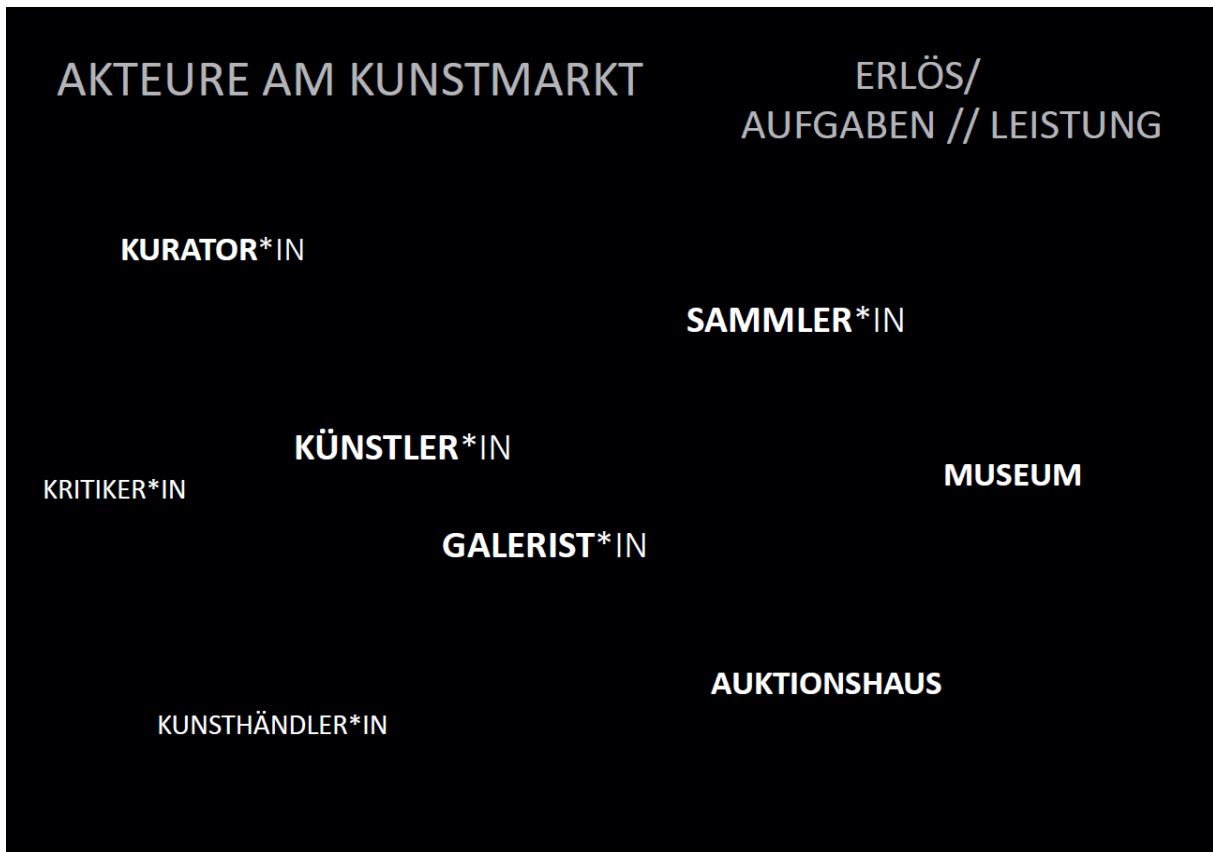 AKTEURE AM KUNSTMARKT
ERLÖS/
AUFGABEN // LEISTUNG
KURATOR*IN
SAMMLER*IN
KÜNSTLER*IN
MUSEUM
KRITIKER*IN
GALERIST*IN
AUKTIONSHAUS
KUNSTHÄNDLER*IN